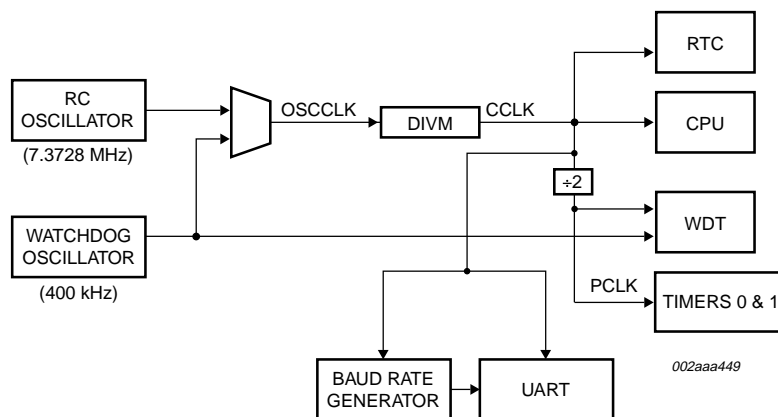 RTC
RC
OSCILLATOR
(7.3728 MHz)
OSCCLK
DIVM
CCLK
CPU
÷2
WATCHDOG
OSCILLATOR
(400 kHz)
WDT
PCLK
TIMERS 0 & 1
002aaa449
BAUD RATE
GENERATOR
UART